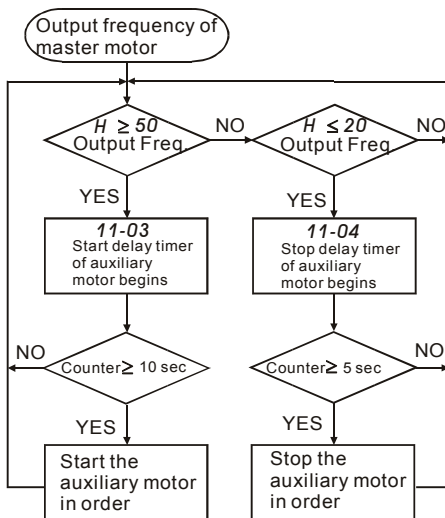 Output frequency of
master motor
H ≥ 50
Output Freq.
NO
H ≤ 20
Output Freq.
NO
YES
YES
11-03
Start delay timer
of auxiliary
motor begins
11-04
Stop delay timer
of auxiliary
motor begins
NO
Counter ≥ 10 sec
Counter ≥ 5 sec
NO
YES
YES
Start the
auxiliary motor
in order
Stop the
auxiliary motor
in order